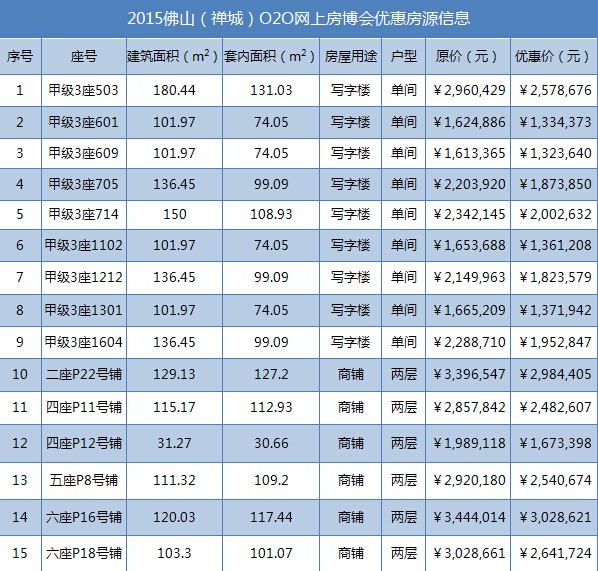 2015佛山（禅城）O2O网上房博会优惠房源信息
序号 座号 建筑面积（m²） 套内面积（m²） 房屋用途 户型 原价（元） 优惠价（元）
1 甲级3座503 180.44 131.03 写字楼 单间 ￥2,960,429 ￥2,578,676
2 甲级3座601 101.97 74.05 写字楼 单间 ￥1,624,886 ￥1,334,373
3 甲级3座609 101.97 74.05 写字楼 单间 ￥1,613,365 ￥1,323,640
4 甲级3座705 136.45 99.09 写字楼 单间 ￥2,203,920 ￥1,873,850
5 甲级3座714 150 108.93 写字楼 单间 ￥2,342,145 ￥2,002,632
6 甲级3座1102 101.97 74.05 写字楼 单间 ￥1,653,688 ￥1,361,208
7 甲级3座1212 136.45 99.09 写字楼 单间 ￥2,149,963 ￥1,823,579
8 甲级3座1301 101.97 74.05 写字楼 单间 ￥1,665,209 ￥1,371,942
9 甲级3座1604 136.45 99.09 写字楼 单间 ￥2,288,710 ￥1,952,847
10 二座P22号铺 129.13 127.2 商铺 两层 ￥3,396,547 ￥2,984,405
11 四座P11号铺 115.17 112.93 商铺 两层 ￥2,857,842 ￥2,482,607
12 四座P12号铺 31.27 30.66 商铺 两层 ￥1,989,118 ￥1,673,398
13 五座P8号铺 111.32 109.2 商铺 两层 ￥2,920,180 ￥2,540,674
14 六座P16号铺 120.03 117.44 商铺 两层 ￥3,444,014 ￥3,028,621
15 六座P18号铺 103.3 101.07 商铺 两层 ￥3,028,661 ￥2,641,724